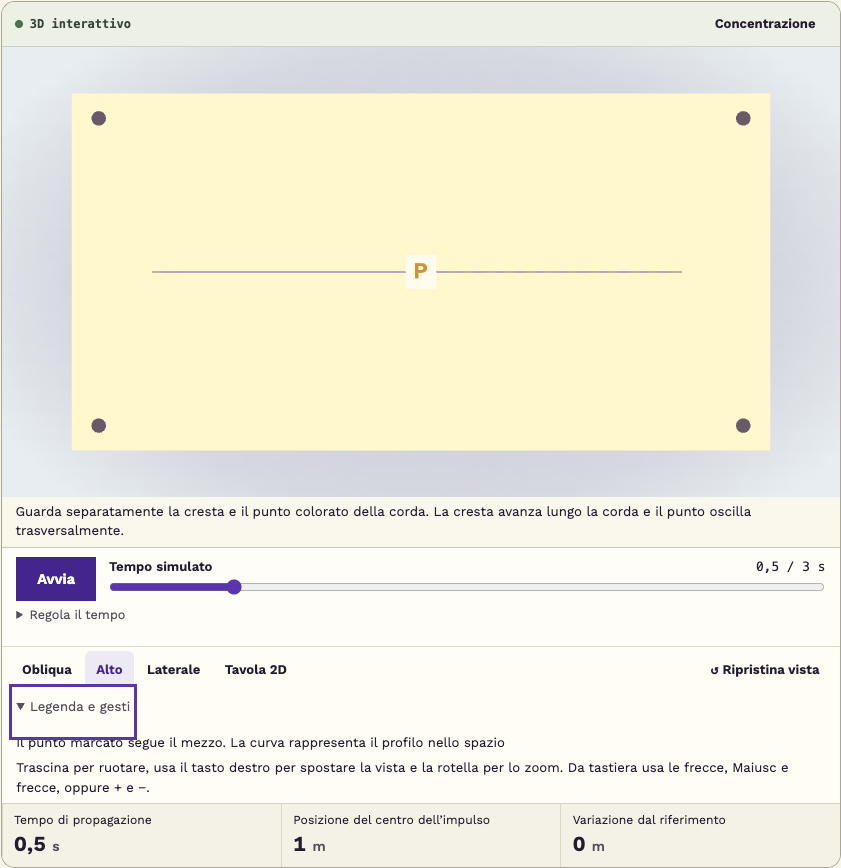 3D interattivo
Concentrazione
P
Guarda separatamente la cresta e il punto colorato della corda. La cresta avanza lungo la corda e il punto oscilla
trasversalmente.
Avvia
Tempo simulato
0,5 / 3 s
▶ Regola il tempo
Obliqua Alto Laterale Tavola 2D
↺ Ripristina vista
▼ Legenda e gesti
Il punto marcato segue il mezzo. La curva rappresenta il profilo nello spazio
Trascina per ruotare, usa il tasto destro per spostare la vista e la rotella per lo zoom. Da tastiera usa le frecce, Maiusc e
frecce, oppure + e −.
Tempo di propagazione
0,5 s
Posizione del centro dell’impulso
1 m
Variazione dal riferimento
0 m